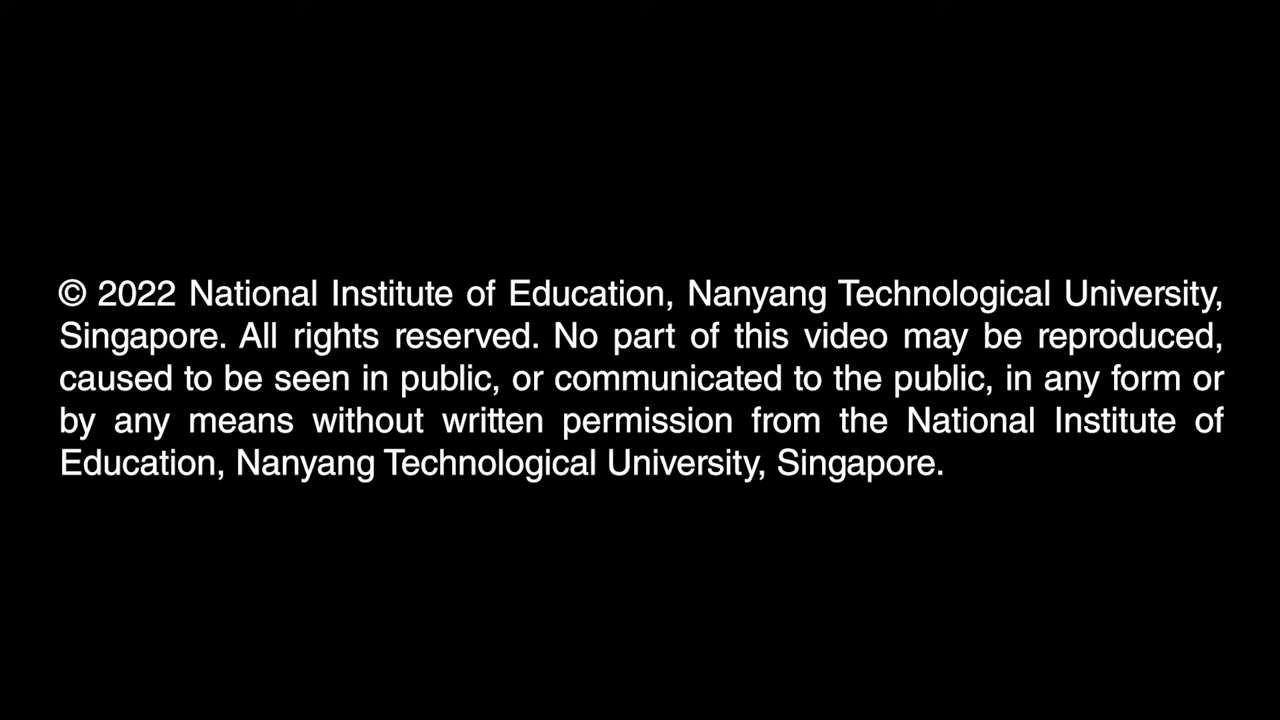 © 2022 National Institute of Education, Nanyang Technological University,
Singapore. All rights reserved. No part of this video may be reproduced,
caused to be seen in public, or communicated to the public, in any form or
by any means without written permission from the National Institute of
Education, Nanyang Technological University, Singapore.